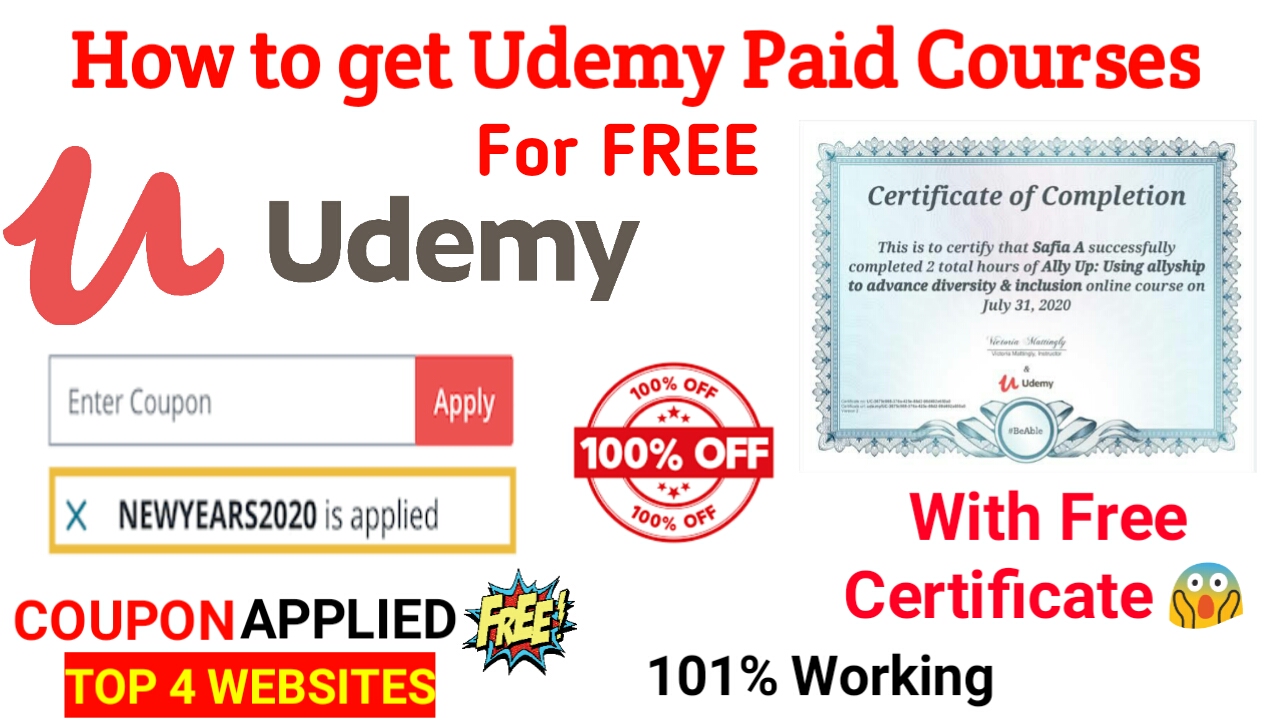 How to get Udemy Paid Courses
For FREE
Udemy
Certificate of Completion
This is to certify that Safia A successfully
completed 2 total hours of Ally Up: Using allyship
to advance diversity & inclusion online course on
July 31, 2020
Victoria Mattingly
Victoria Mattingly, Instructor
&
Udemy
#BeAble
Enter Coupon
Apply
NEWYEARS2020 is applied
100% OFF
100% OFF
100% OFF
With Free
Certificate
COUPON APPLIED
FREE!
TOP 4 WEBSITES
101% Working